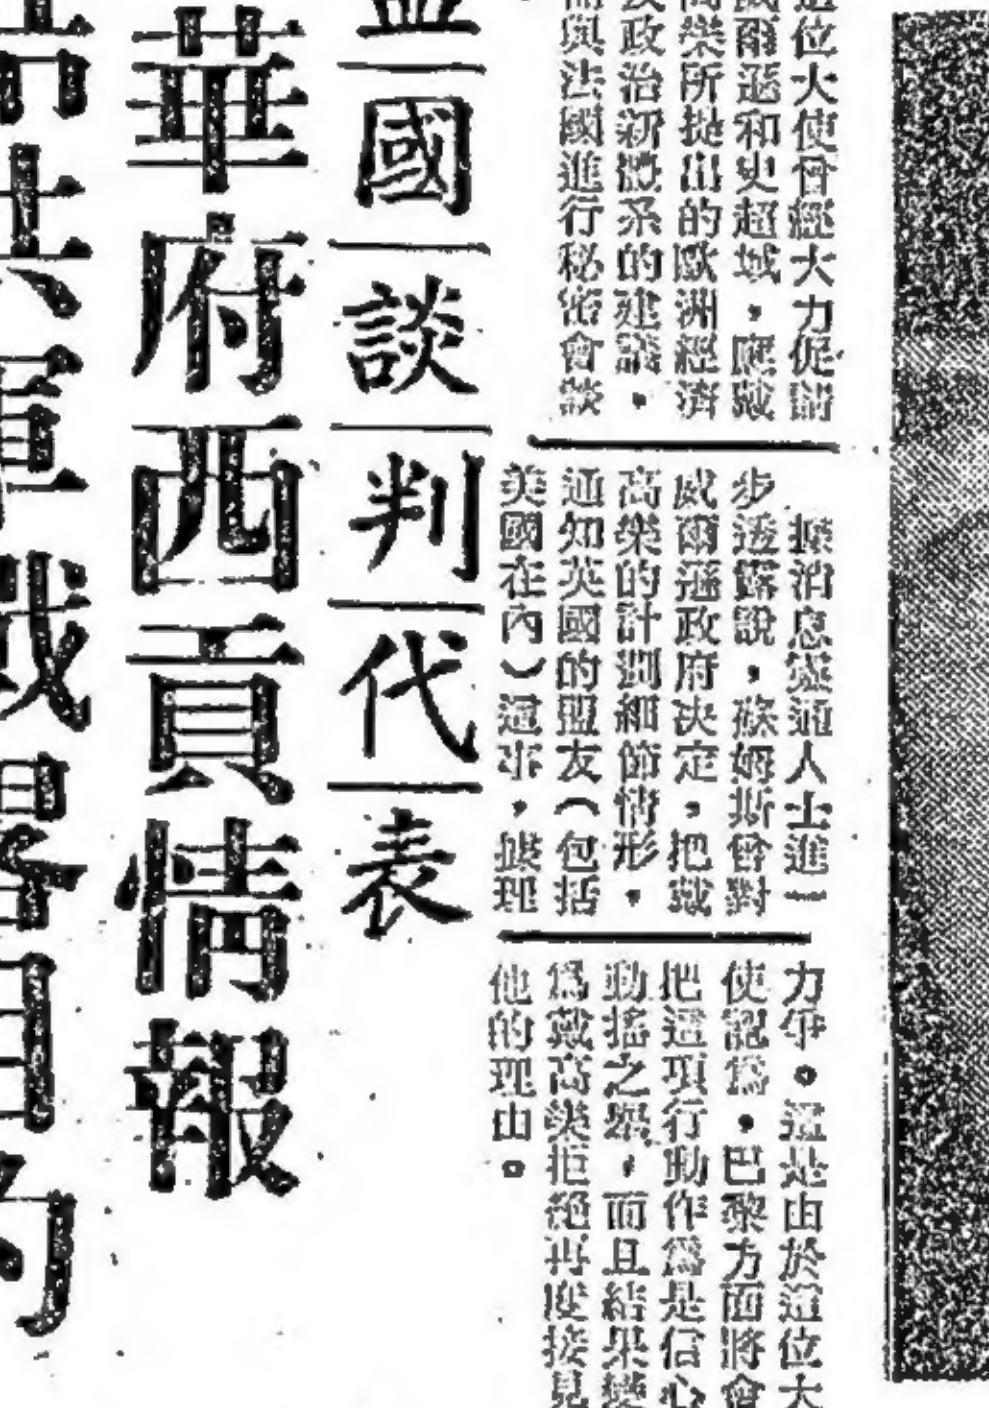 這位大使曾經大力促請
威爾遜和史超域，應戴
高樂所提出的歐洲經濟
政治新體系的建議，
與法國進行秘密會談
據消息靈通人士進一
步透露說，蘇姆斯曾對
威爾遜政府決定，把戴
高樂的計劃細節情形，
通知英國的盟友（包括
美國在內）這事，據理
力爭。這是由於這位大
使認為，巴黎方面將會
把這項行動作為是信心
動搖之舉，而且結果變
為戴高樂拒絕再度接見
他的理由。
國談判代表
華府西貢情報
共軍戰略目的